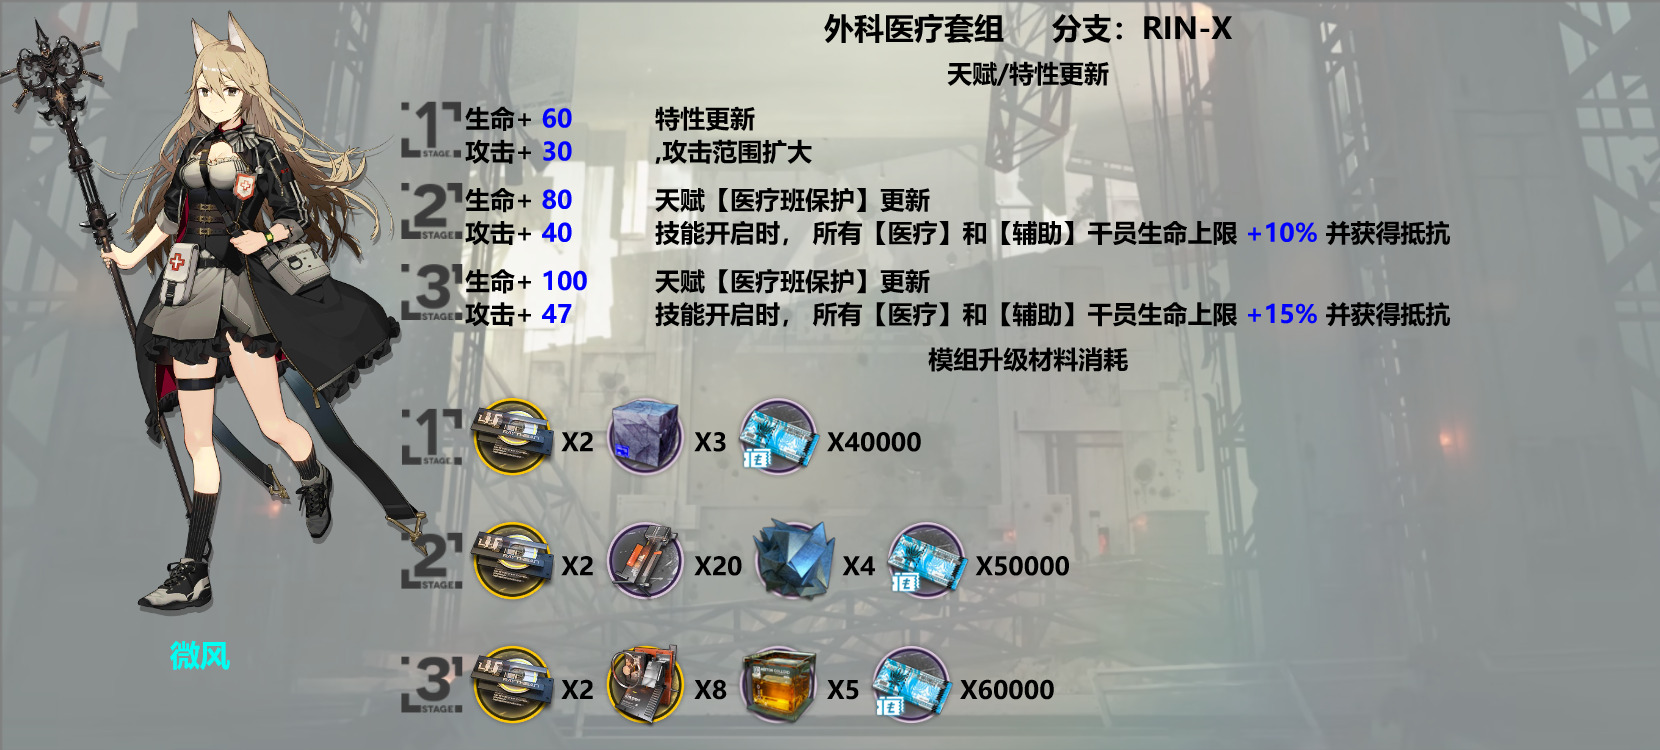 外科医疗套组 分支：RIN-X
天赋/特性更新
1 STAGE. 生命+ 60 特性更新
攻击+ 30 ,攻击范围扩大
2 STAGE. 生命+ 80 天赋【医疗班保护】更新
攻击+ 40 技能开启时， 所有【医疗】和【辅助】干员生命上限 +10% 并获得抵抗
3 STAGE. 生命+ 100 天赋【医疗班保护】更新
攻击+ 47 技能开启时， 所有【医疗】和【辅助】干员生命上限 +15% 并获得抵抗
模组升级材料消耗
1 STAGE. X2 X3 X40000
2 STAGE. X2 X20 X4 X50000
微风
3 STAGE. X2 X8 X5 X60000